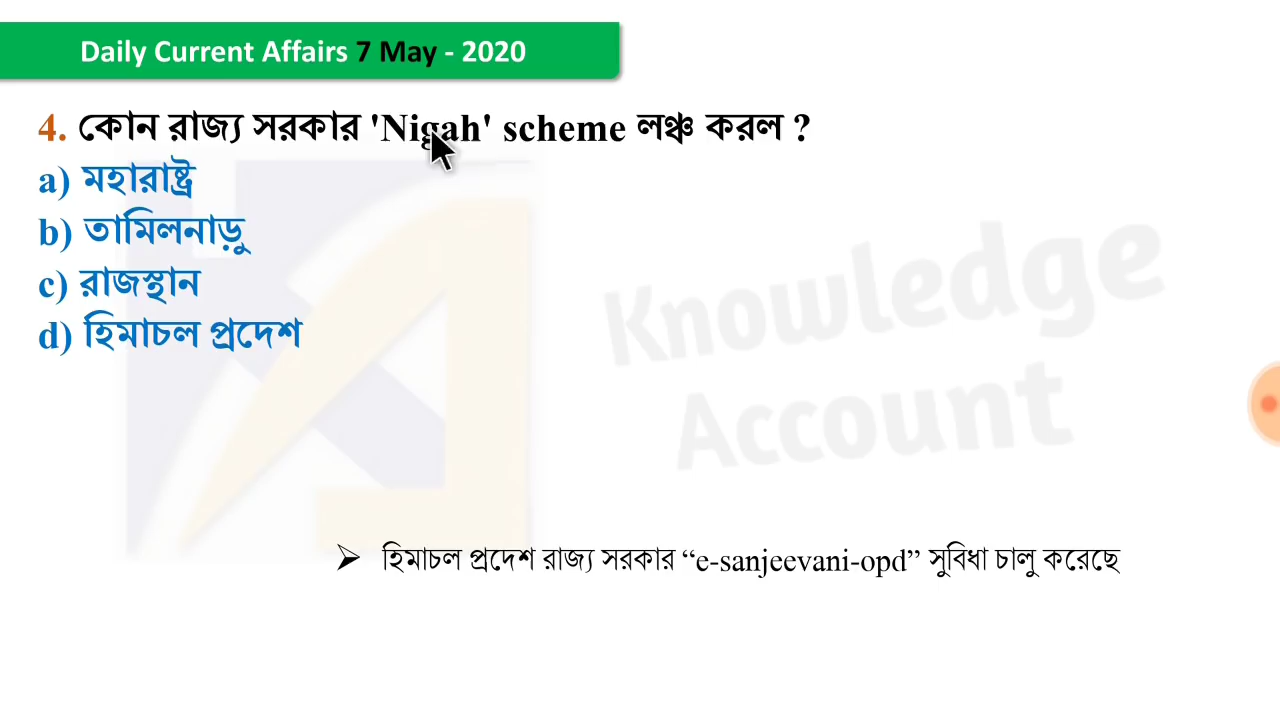 Daily Current Affairs 7 May - 2020
4. কোন রাজ্য সরকার 'Nigah' scheme লঞ্চ করল ?
a) মহারাষ্ট্র
b) তামিলনাড়ু
c) রাজস্থান
d) হিমাচল প্রদেশ
Knowledge
Account
➢ হিমাচল প্রদেশ রাজ্য সরকার “e-sanjeevani-opd” সুবিধা চালু করেছে